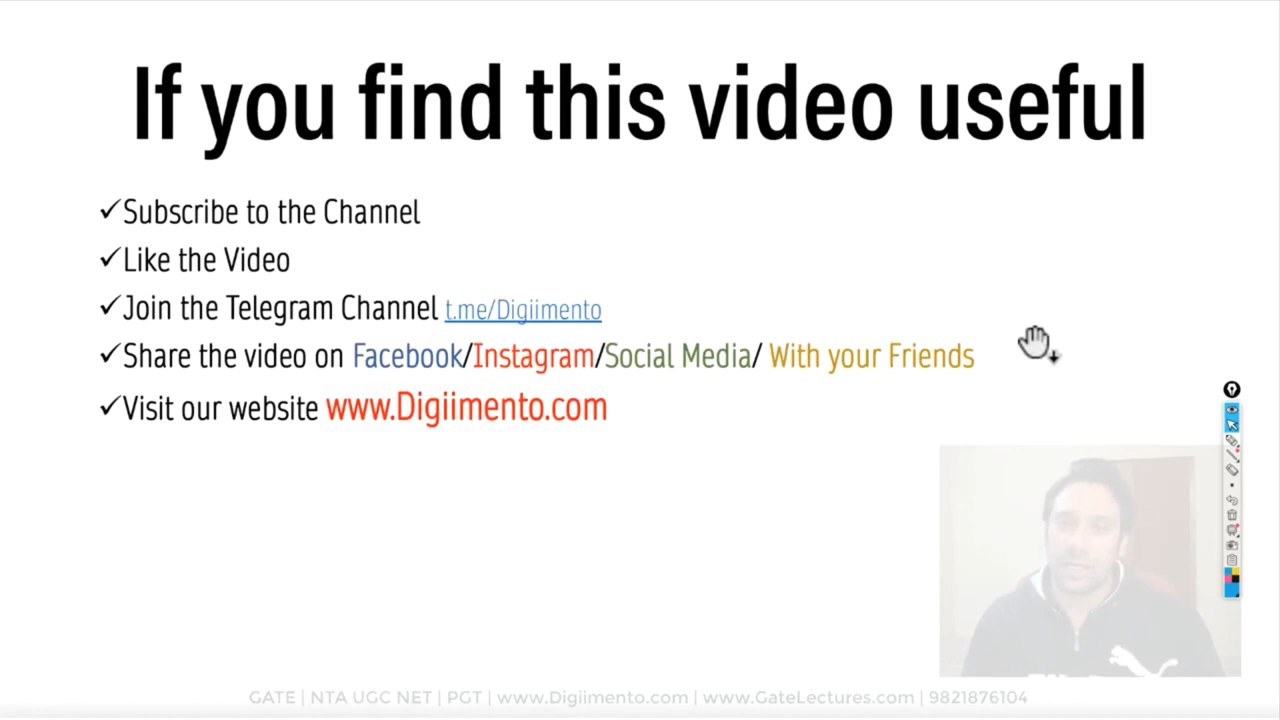 If you find this video useful
✓Subscribe to the Channel
✓Like the Video
✓Join the Telegram Channel t.me/Digiimento
✓Share the video on Facebook/Instagram/Social Media/ With your Friends
✓Visit our website www.Digiimento.com
GATE | NTA UGC NET | PGT | www.Digiimento.com | www.GateLectures.com | 9821876104